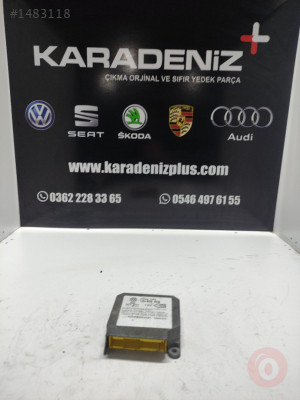 #1483118
KARADENİZ+
ÇIKMA ORJİNAL VE SIFIR YEDEK PARÇA
SEAT
ŠKODA
PORSCHE
Audi
www.karadenizplus.com
0362 228 33 65
0546 497 61 55